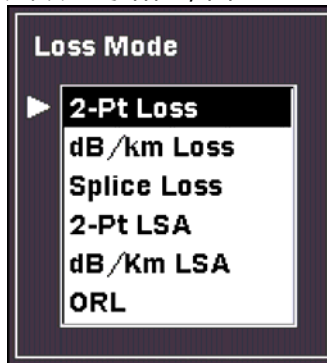 Loss Mode
2-Pt Loss
dB/km Loss
Splice Loss
2-Pt LSA
dB/Km LSA
ORL